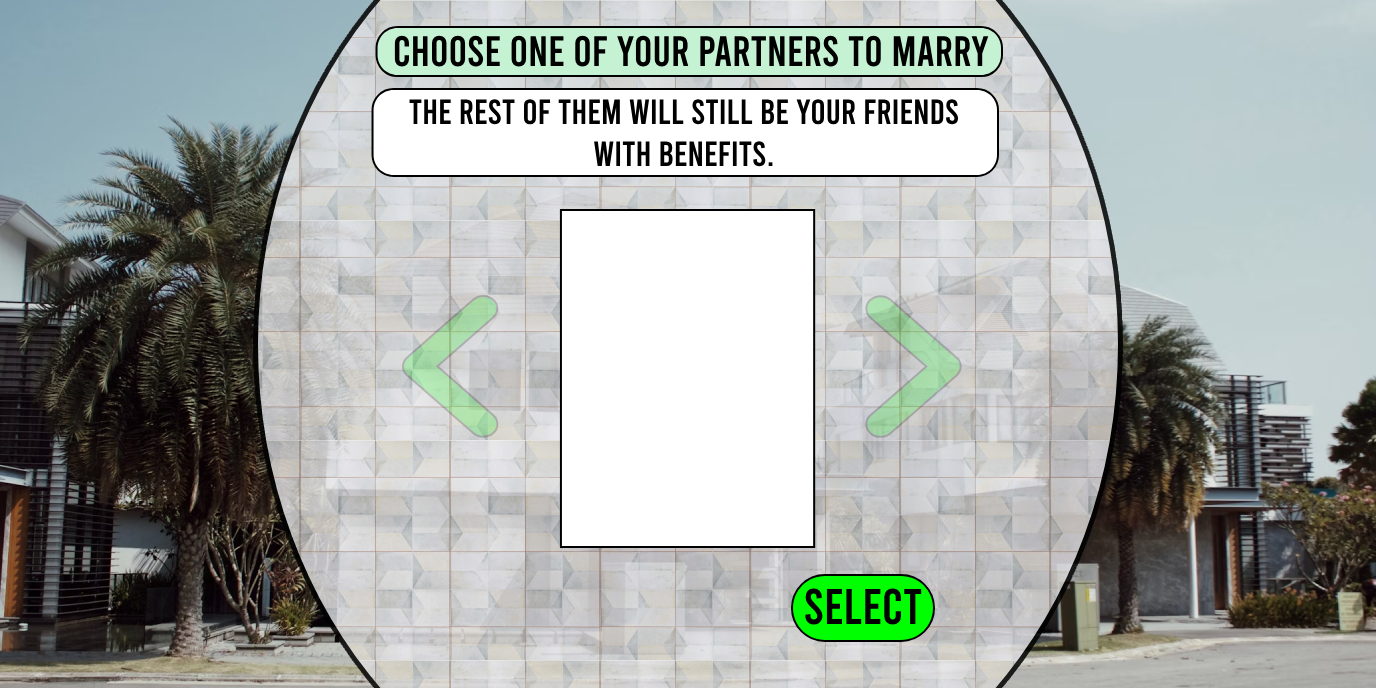 CHOOSE ONE OF YOUR PARTNERS TO MARRY
THE REST OF THEM WILL STILL BE YOUR FRIENDS
WITH BENEFITS.
SELECT